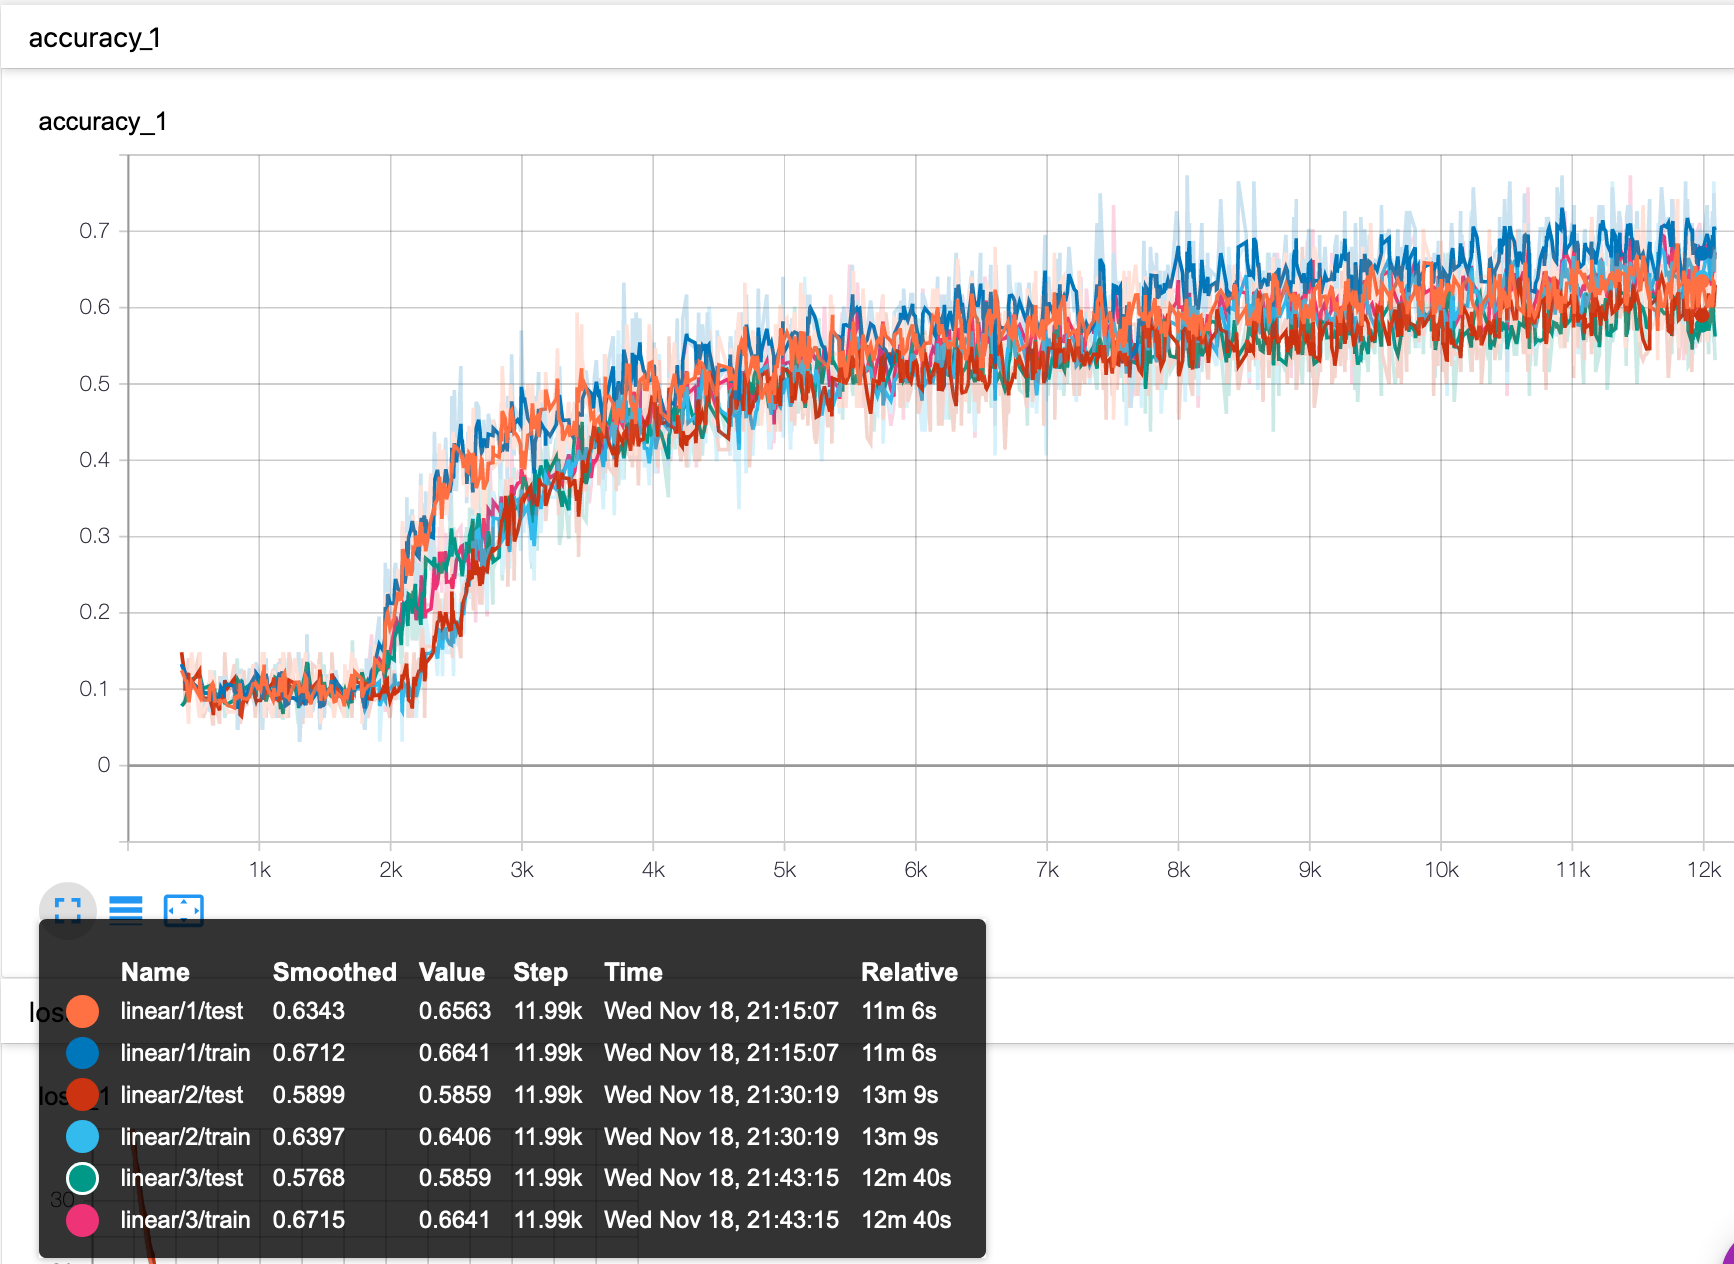 accuracy_1
accuracy_1
0.7
0.6
0.5
0.4
0.3
0.2
0.1
0
1k 2k 3k 4k 5k 6k 7k 8k 9k 10k 11k 12k
Name Smoothed Value Step Time Relative
los linear/1/test 0.6343 0.6563 11.99k Wed Nov 18, 21:15:07 11m 6s
linear/1/train 0.6712 0.6641 11.99k Wed Nov 18, 21:15:07 11m 6s
los 1 linear/2/test 0.5899 0.5859 11.99k Wed Nov 18, 21:30:19 13m 9s
linear/2/train 0.6397 0.6406 11.99k Wed Nov 18, 21:30:19 13m 9s
linear/3/test 0.5768 0.5859 11.99k Wed Nov 18, 21:43:15 12m 40s
30
linear/3/train 0.6715 0.6641 11.99k Wed Nov 18, 21:43:15 12m 40s